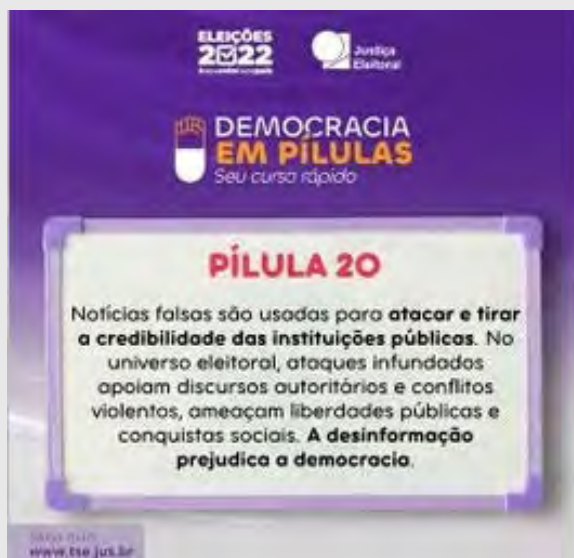 ELEIÇÕES
2022
Justiça
Eleitoral
DEMOCRACIA
EM PÍLULAS
Seu curso rápido
PÍLULA 20
Notícias falsas são usadas para atacar e tirar
a credibilidade das instituições públicas. No
universo eleitoral, ataques infundados
apoiam discursos autoritários e conflitos
violentos, ameaçam liberdades públicas e
conquistas sociais. A desinformação
prejudica a democracia.
www.tse.jus.br